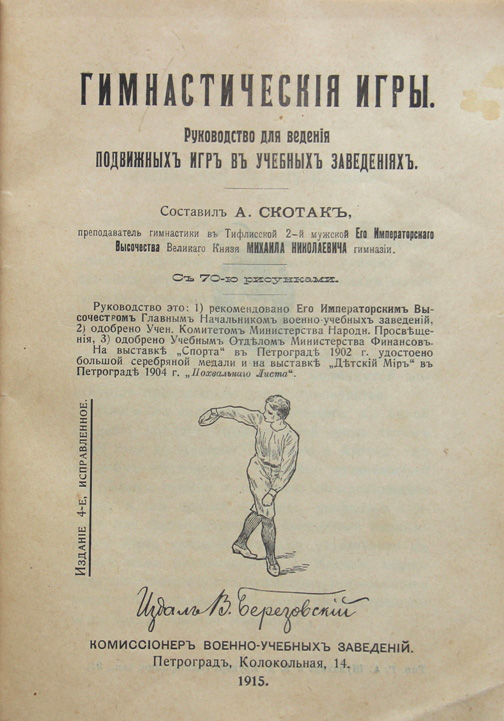 ГИМНАСТИЧЕСКІЯ ИГРЫ.
Руководство для веденія
ПОДВИЖНЫХЪ ИГРЪ ВЪ УЧЕБНЫХЪ ЗАВЕДЕНІЯХЪ.
Составилъ А. СКОТАКЪ,
преподаватель гимнастики въ Тифлисской 2-й мужской Его Императорскаго
Высочества Великаго Князя МИХАИЛА НИКОЛАЕВИЧА гимназіи.
Съ 70-ю рисунками.
Руководство это: 1) рекомендовано Его Императорскимъ Вы-
сочествомъ Главнымъ Начальникомъ военно-учебныхъ заведеній,
2) одобрено Учен. Комитетомъ Министерства Народн. Просвѣще-
нія, 3) одобрено Учебнымъ Отдѣломъ Министерства Финансовъ.
На выставкѣ „Спорта“ въ Петроградѣ 1902 г. удостоено
большой серебряной медали и на выставкѣ „Дѣтскій Міръ“ въ
Петроградѣ 1904 г. „Похвальнаго Листа“.
Изданіе 4-е, исправленное.
Издалъ В. Березовскій
КОМИССІОНЕРЪ ВОЕННО-УЧЕБНЫХЪ ЗАВЕДЕНІЙ.
Петроградъ, Колокольная, 14.
1915.